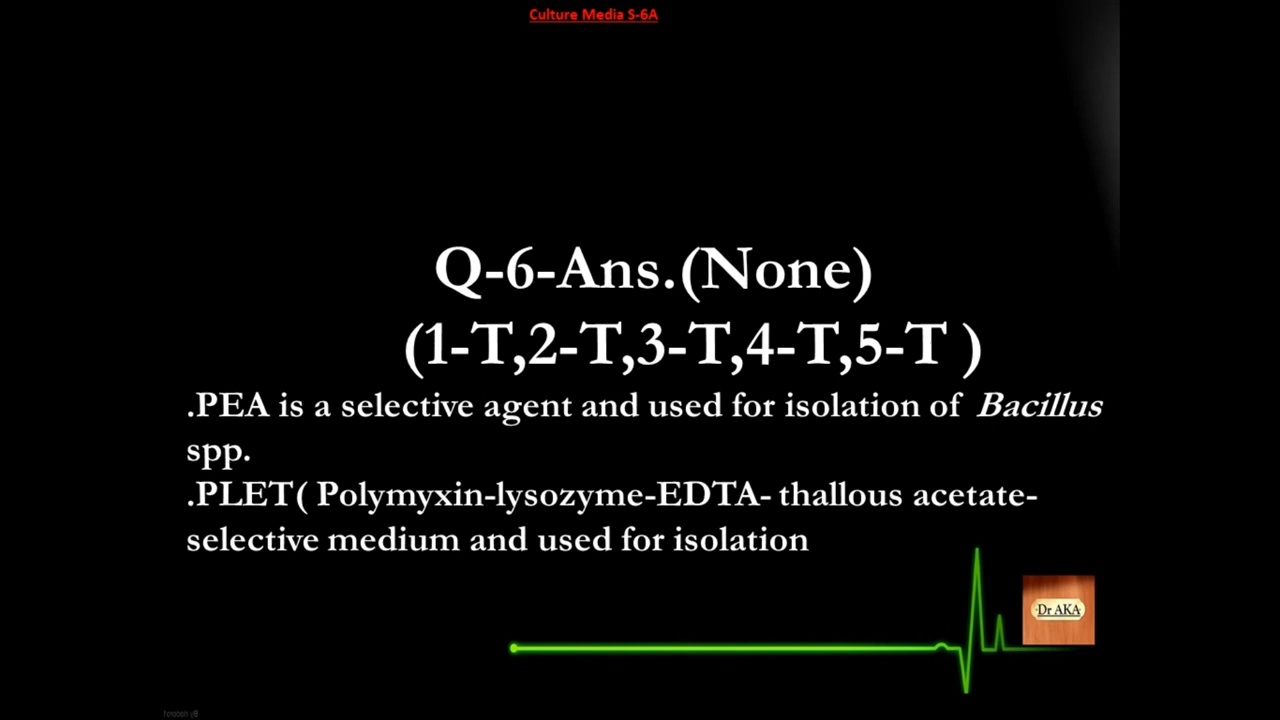 Culture Media S-6A
Q-6-Ans.(None)
(1-T,2-T,3-T,4-T,5-T )
.PEA is a selective agent and used for isolation of Bacillus
spp.
.PLET( Polymyxin-lysozyme-EDTA- thallous acetate-
selective medium and used for isolation
Dr AKA